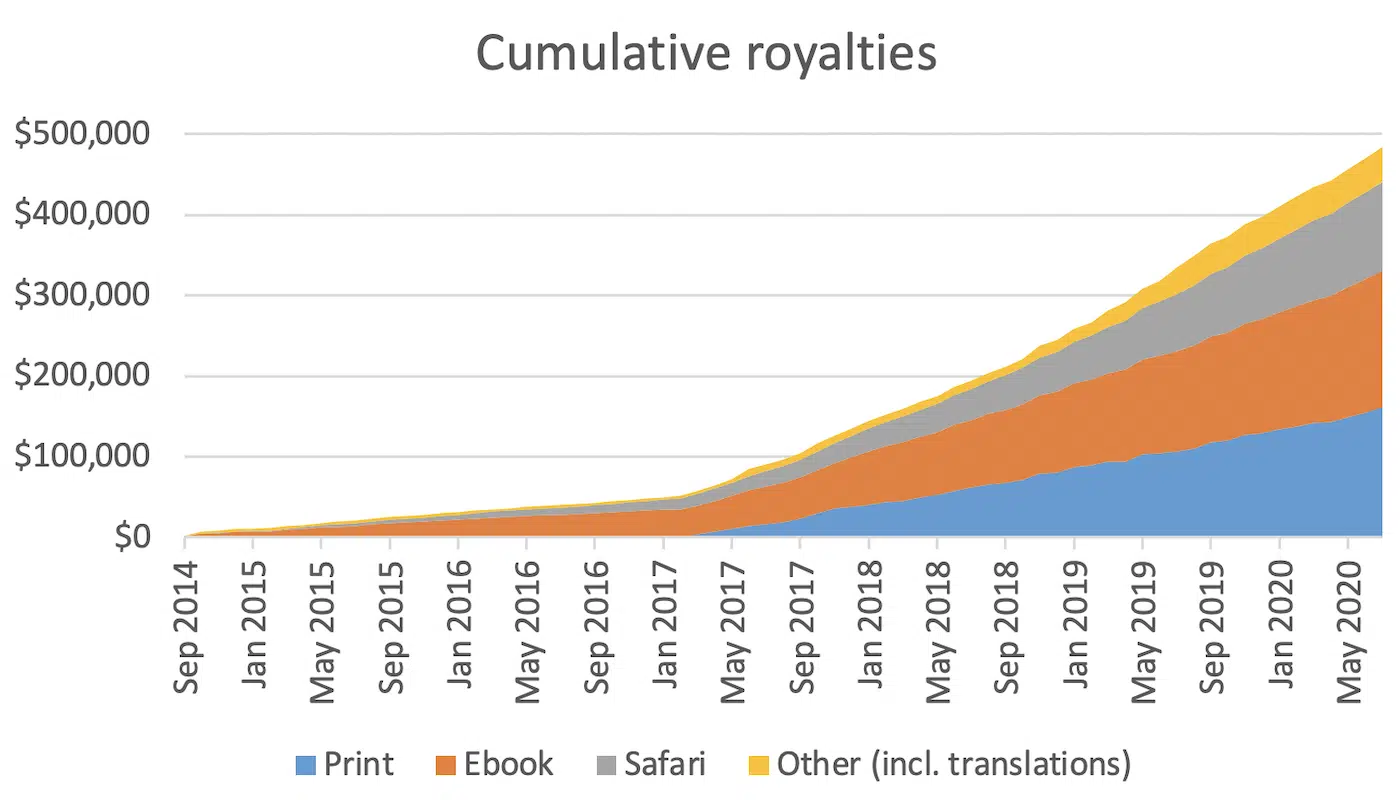 Cumulative royalties
$500,000
$400,000
$300,000
$200,000
$100,000
$0
Sep 2014
Jan 2015
May 2015
Sep 2015
Jan 2016
May 2016
Sep 2016
Jan 2017
May 2017
Sep 2017
Jan 2018
May 2018
Sep 2018
Jan 2019
May 2019
Sep 2019
Jan 2020
May 2020
Print
Ebook
Safari
Other (incl. translations)